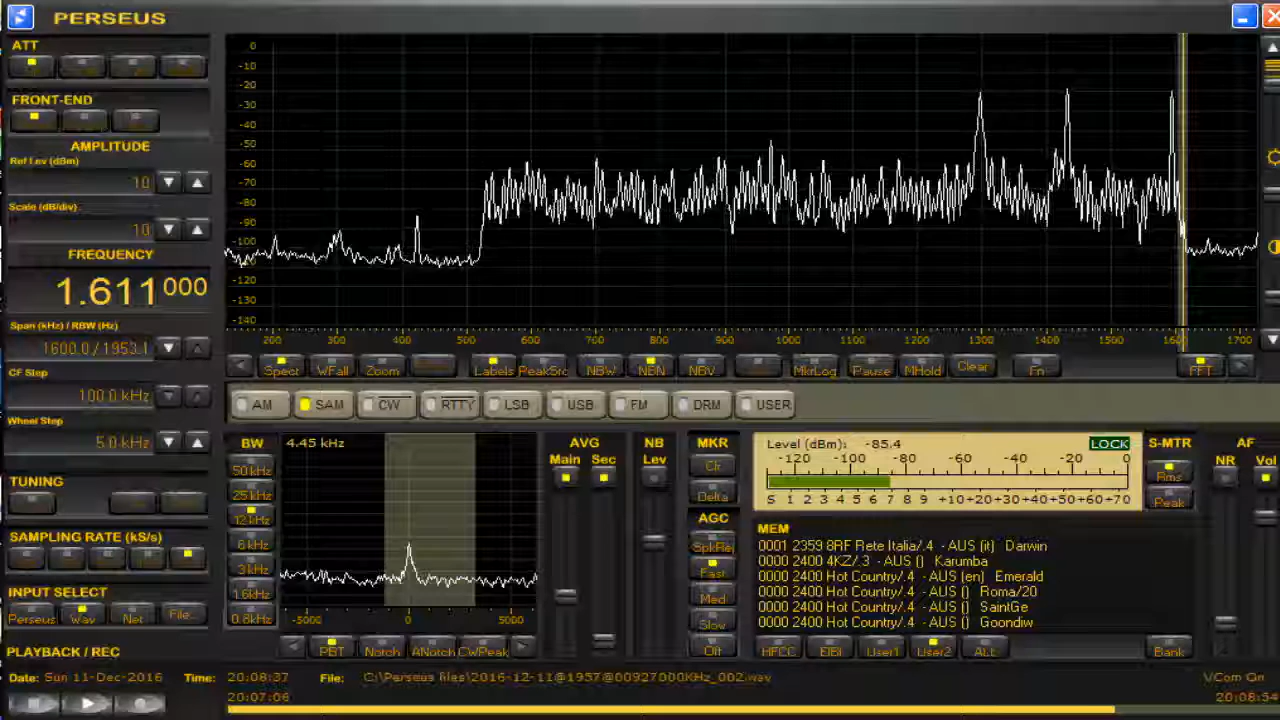 PERSEUS
ATT
FRONT-END
AMPLITUDE
Ref Lev (dBm)
10
Scale (dB/div)
10
FREQUENCY
1.611000
Span (kHz) / RBW (Hz)
1600.0 / 1953.1
CF Step
100.0 kHz
Wheel Step
5.0 kHz
TUNING
SAMPLING RATE (kS/s)
INPUT SELECT
Perseus Wav Net File..
PLAYBACK / REC
-0
-10
-20
-30
-40
-50
-60
-70
-80
-90
-100
-120
-130
-140
200 300 400 500 600 700 800 900 1000 1100 1200 1300 1400 1500 1600 1700
Spect WFall Zoom Labels PeakSrc NBW NBN NBV MkrLog Pause MHold Clear Fn FFT
AM SAM CW RTTY LSB USB FM DRM USER
BW
50kHz
25 kHz
12 kHz
6 kHz
3 kHz
1.6kHz
0.8kHz
4.45 kHz
-5000 0 5000
PBT Notch ANotch CWPeak
AVG
Main Sec
NB
Lev
MKR
Clr
Delta
AGC
SpkRej
Fast
Med
Slow
Off
Level (dBm): -85.4 LOCK
-120 -100 -80 -60 -40 -20 0
S 1 2 3 4 5 6 7 8 9 +10+20+30+40+50+60+70
S-MTR
Rms
Peak
AF
NR Vol
MEM
0001 2359 8RF Rete Italia/.4 - AUS (it) Darwin
0000 2400 4KZ/.3 - AUS () Karumba
0000 2400 Hot Country/.4 - AUS (en) Emerald
0000 2400 Hot Country/.4 - AUS () Roma/20
0000 2400 Hot Country/.4 - AUS () SaintGe
0000 2400 Hot Country/.4 - AUS () Goondiw
HFCC EIBI User1 User2 ALL Bank
Date: Sun 11-Dec-2016 Time: 20:08:37 File: C:\Perseus files\2016-12-11@1957@00927000KHz_002.wav VCom On
20:07:06 20:08:54